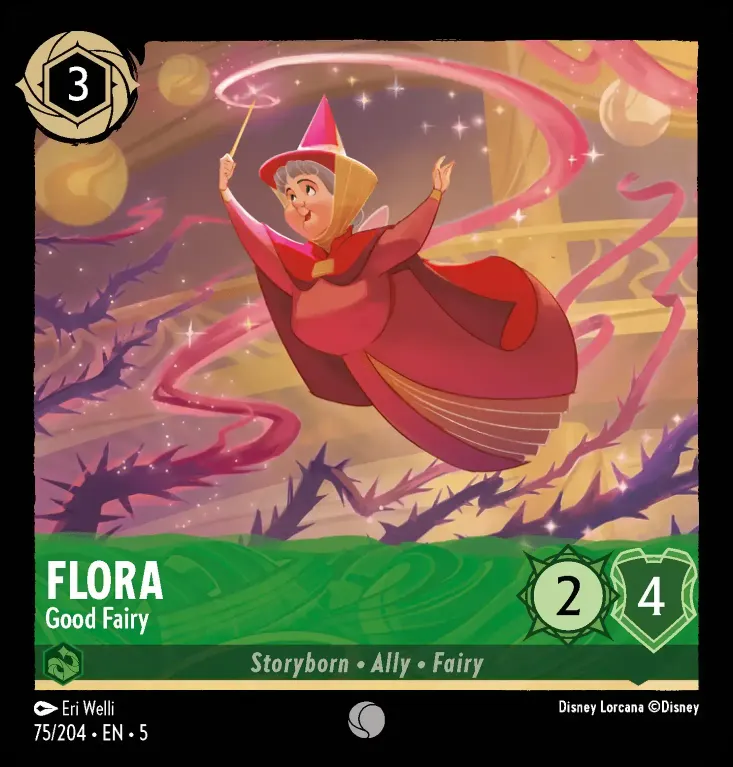 3
FLORA
Good Fairy
2
4
Storyborn • Ally • Fairy
Eri Welli
Disney Lorcana ©Disney
75/204 • EN • 5